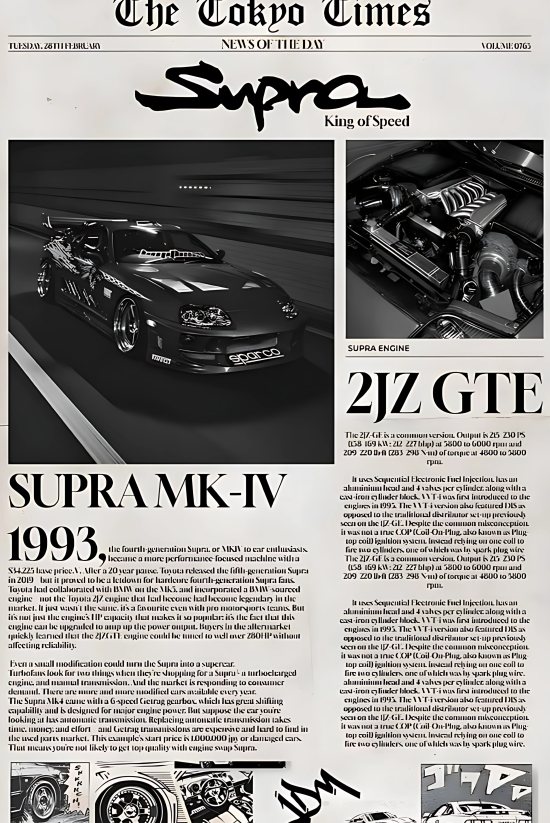 The Tokyo Times
TUESDAY, 28TH FEBRUARY
NEWS OF THE DAY
VOLUME 0765
Supra
King of Speed
sparco
SUPRA ENGINE
2JZ GTE
The 2JZ-GE is a common version. Output is 215-230 PS
(158-169 kW; 212-227 bhp) at 5800 to 6000 rpm and
209-220 lb⋅ft (283-298 N⋅m) of torque at 4800 to 5800
rpm.
It uses Sequential Electronic Fuel Injection, has an
aluminium head and 4 valves per cylinder, along with a
cast-iron cylinder block. VVT-i was first introduced to the
engines in 1995. The VVT-i version also featured DIS as
opposed to the traditional distributor set-up previously
seen on the 2JZ-GE. Despite the common misconception,
it was not a true COP (Coil-On-Plug, also known as Plug-
top coil) ignition system, instead relying on one coil to
fire two cylinders, one of which was by spark plug wire
The 2JZ-GE is a common version. Output is 215-230 PS
(158-169 kW; 212-227 bhp) at 5800 to 6000 rpm and
209-220 lb⋅ft (283-298 N⋅m) of torque at 4800 to 5800
rpm.
It uses Sequential Electronic Fuel Injection, has an
aluminium head and 4 valves per cylinder, along with a
cast-iron cylinder block. VVT-i was first introduced to the
engines in 1995. The VVT-i version also featured DIS as
opposed to the traditional distributor set-up previously
seen on the 2JZ-GE. Despite the common misconception,
it was not a true COP (Coil-On-Plug, also known as Plug-
top coil) ignition system, instead relying on one coil to
fire two cylinders, one of which was by spark plug wire.
aluminium head and 4 valves per cylinder, along with a
cast-iron cylinder block. VVT-i was first introduced to the
engines in 1995. The VVT-i version also featured DIS as
opposed to the traditional distributor set-up previously
seen on the 2JZ-GE. Despite the common misconception,
it was not a true COP (Coil-On-Plug, also known as Plug-
top coil) ignition system, instead relying on one coil to
fire two cylinders, one of which was by spark plug wire.
SUPRA MK-IV
1993, the fourth-generation Supra, or MKIV to car enthusiasts,
became a more performance-focused machine with a
$34,225 base price.V. After a 20 year pause, Toyota released the fifth-generation Supra
in 2019 - but it proved to be a letdown for hardcore fourth-generation Supra fans.
Toyota had collaborated with BMW on the Mk5, and incorporated a BMW-sourced
engine - not the Toyota 2JZ engine that had become had become legendary in the
market. It just wasn't the same. it's a favourite even with pro motorsports teams. But
it's not just the engine's HP capacity that makes it so popular; it's the fact that this
engine can be upgraded to amp up the power output. Buyers in the aftermarket
quickly learned that the 2JZ GTE engine could be tuned to well over 280HP without
affecting reliability.
Even a small modification could turn the Supra into a supercar.
Turbofans look for two things when they're shopping for a Supra - a turbocharged
engine, and manual transmission. And the market is responding to consumer
demand. There are more and more modified cars available every year.
The Supra Mk4 came with a 6-speed Getrag gearbox, which has great shifting
capability and is designed for major engine power. But suppose the car you're
looking at has automatic transmission. Replacing automatic transmission takes
time, money, and effort - and Getrag transmissions are expensive and hard to find in
the used parts market. This example's start price is 1,000,000 jpy or damaged cars.
That means you're not likely to get top quality with engine swap Supra.